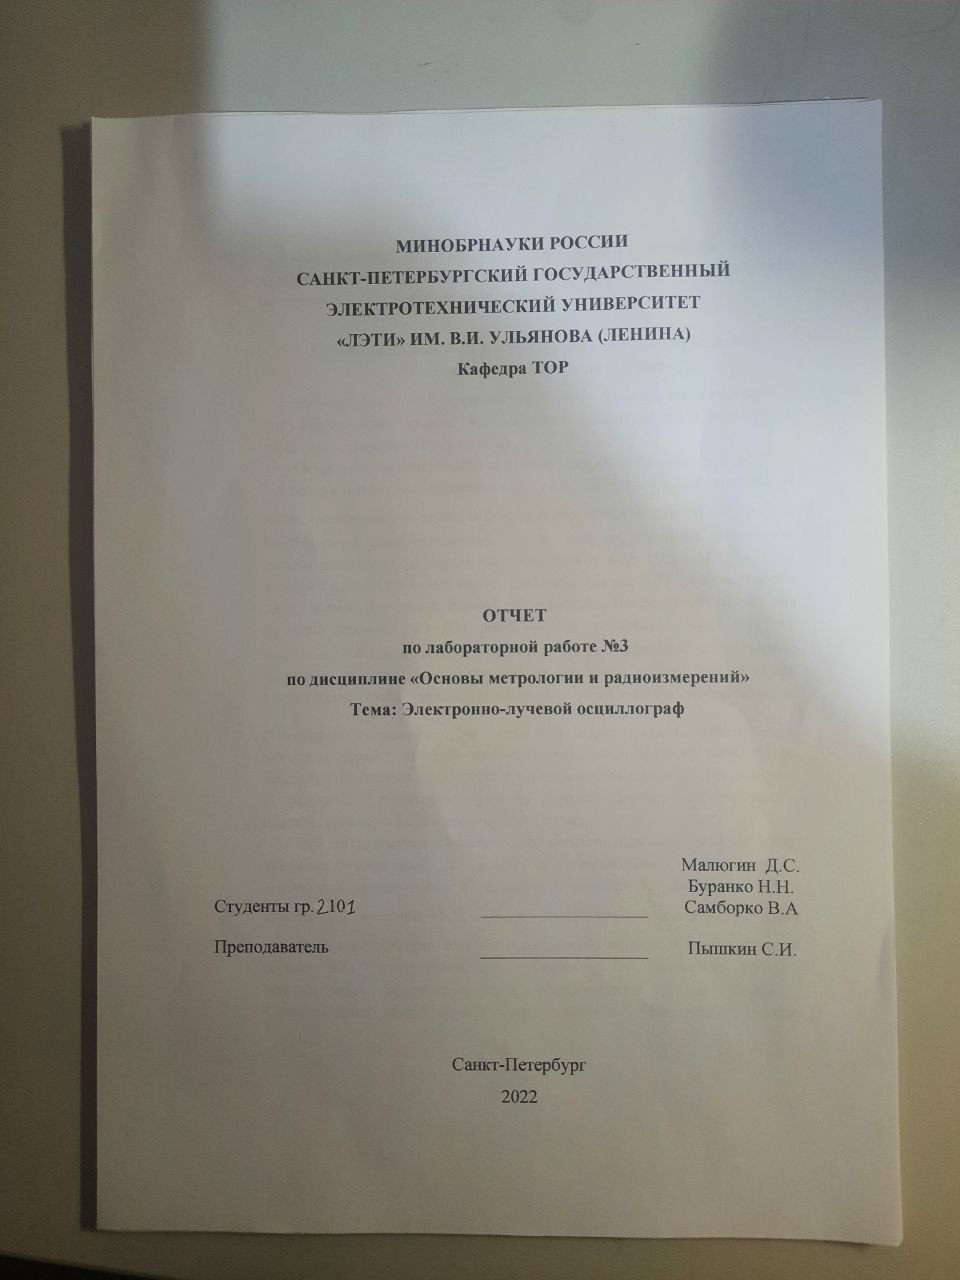 МИНОБРНАУКИ РОССИИ
САНКТ-ПЕТЕРБУРГСКИЙ ГОСУДАРСТВЕННЫЙ
ЭЛЕКТРОТЕХНИЧЕСКИЙ УНИВЕРСИТЕТ
«ЛЭТИ» ИМ. В.И. УЛЬЯНОВА (ЛЕНИНА)
Кафедра ТОР
ОТЧЕТ
по лабораторной работе №3
по дисциплине «Основы метрологии и радиоизмерений»
Тема: Электронно-лучевой осциллограф
Малюгин Д.С.
Буранко Н.Н.
Студенты гр. 2101 Самборко В.А
Преподаватель Пышкин С.И.
Санкт-Петербург
2022